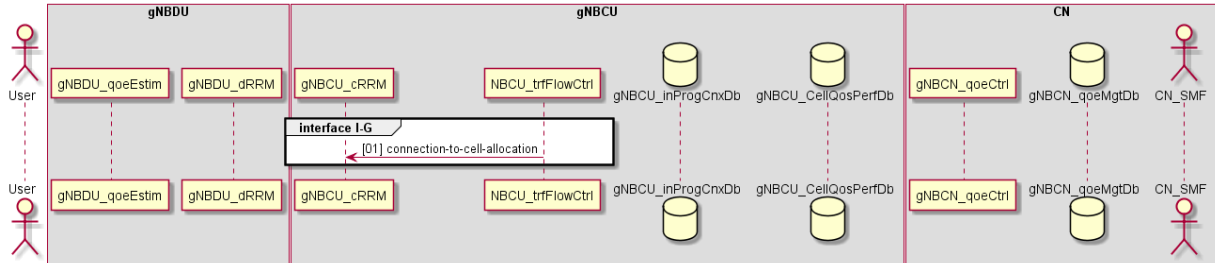 gNBDU gNBCU CN
User gNBDU_qoeEstim gNBDU_dRRM gNBCU_cRRM NBCU_trfFlowCtrl gNBCU_inProgCnxDb gNBCU_CellQosPerfDb gNBCN_qoeCtrl gNBCN_qoeMgtDb CN_SMF
interface I-G
[01] connection-to-cell-allocation
User gNBDU_qoeEstim gNBDU_dRRM gNBCU_cRRM NBCU_trfFlowCtrl gNBCU_inProgCnxDb gNBCU_CellQosPerfDb gNBCN_qoeCtrl gNBCN_qoeMgtDb CN_SMF